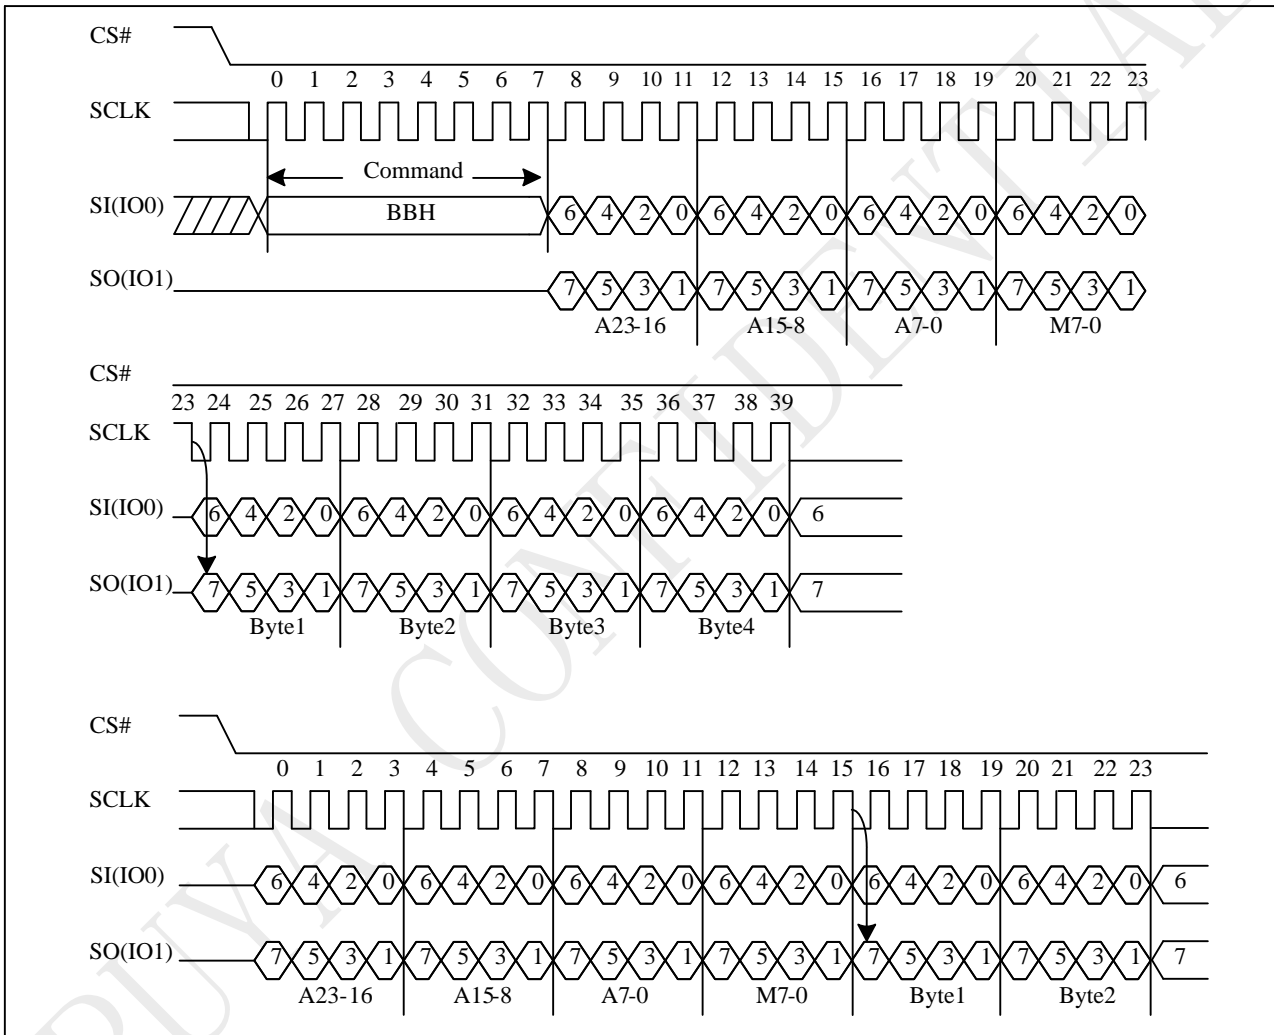 CS#
0 1 2 3 4 5 6 7 8 9 10 11 12 13 14 15 16 17 18 19 20 21 22 23
SCLK
Command
SI(IO0) BBH 6 4 2 0 6 4 2 0 6 4 2 0 6 4 2 0
SO(IO1) 7 5 3 1 7 5 3 1 7 5 3 1 7 5 3 1
A23-16 A15-8 A7-0 M7-0
CS#
23 24 25 26 27 28 29 30 31 32 33 34 35 36 37 38 39
SCLK
SI(IO0) 6 4 2 0 6 4 2 0 6 4 2 0 6 4 2 0 6
SO(IO1) 7 5 3 1 7 5 3 1 7 5 3 1 7 5 3 1 7
Byte1 Byte2 Byte3 Byte4
CS#
0 1 2 3 4 5 6 7 8 9 10 11 12 13 14 15 16 17 18 19 20 21 22 23
SCLK
SI(IO0) 6 4 2 0 6 4 2 0 6 4 2 0 6 4 2 0 6 4 2 0 6 4 2 0 6
SO(IO1) 7 5 3 1 7 5 3 1 7 5 3 1 7 5 3 1 7 5 3 1 7 5 3 1 7
A23-16 A15-8 A7-0 M7-0 Byte1 Byte2
PUYA CONFIDENTIAL